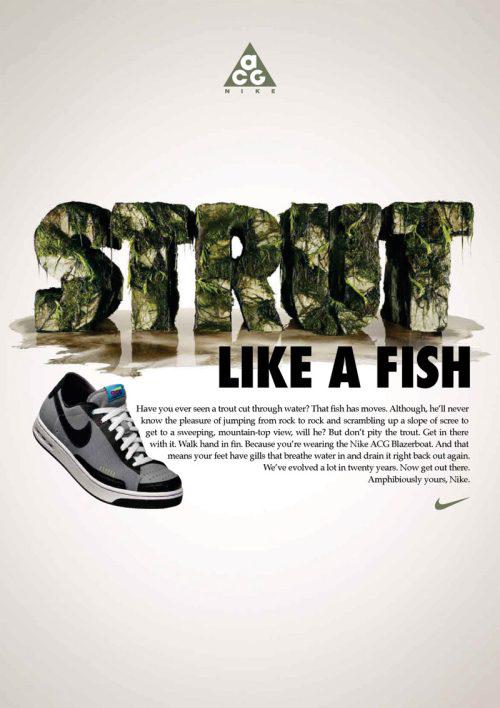 aCG
NIKE
STRUT
LIKE A FISH
Have you ever seen a trout cut through water? That fish has moves. Although, he'll never
know the pleasure of jumping from rock to rock and scrambling up a slope of scree to
get to a sweeping, mountain-top view, will he? But don't pity the trout. Get in there
with it. Walk hand in fin. Because you're wearing the Nike ACG Blazerboat. And that
means your feet have gills that breathe water in and drain it right back out again.
We've evolved a lot in twenty years. Now get out there.
Amphibiously yours, Nike.